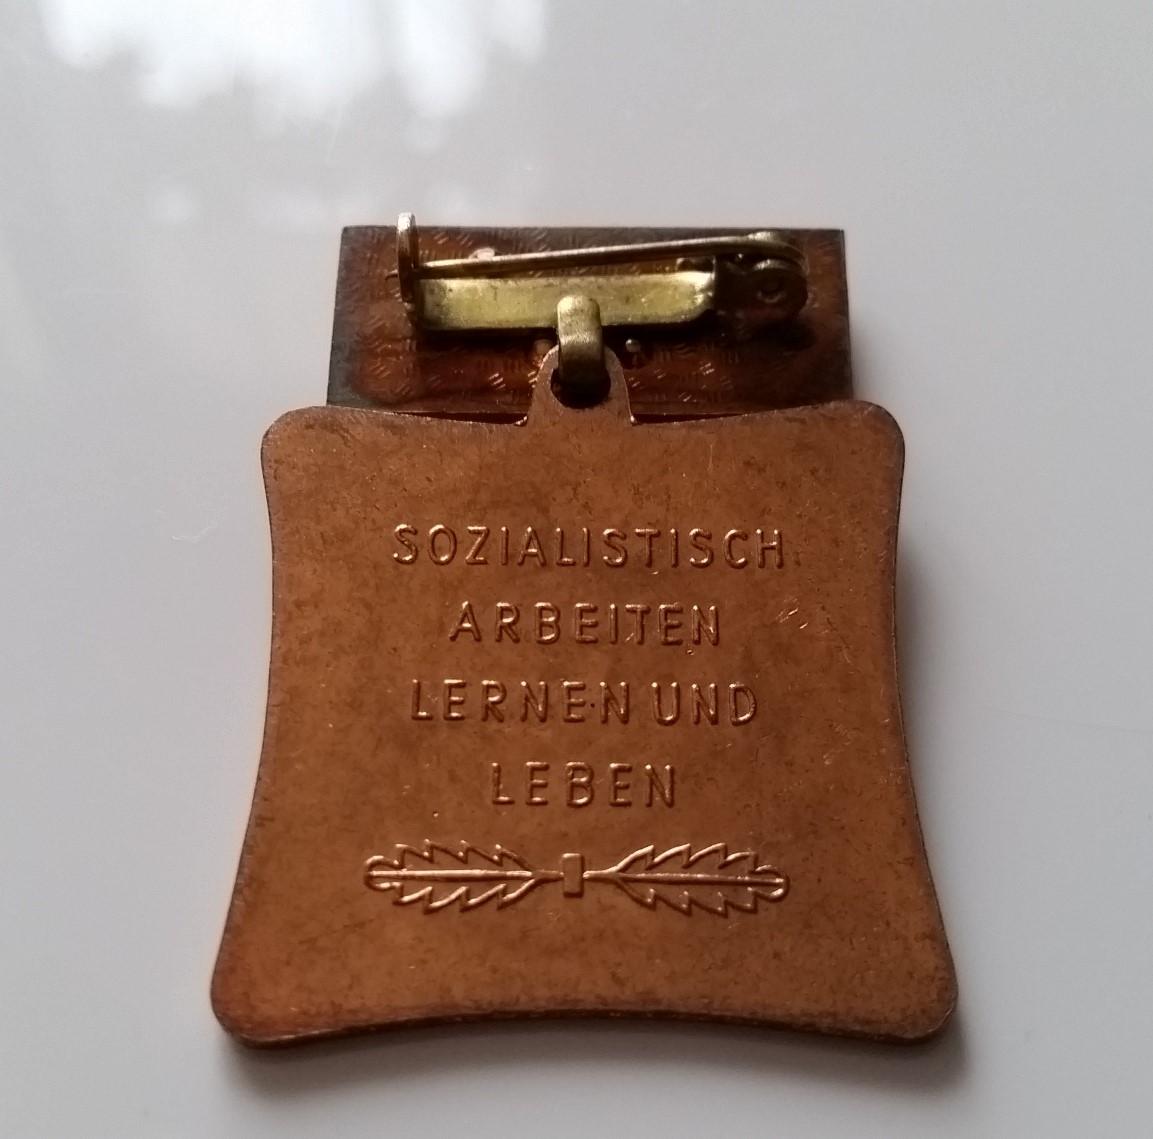 SOZIALISTISCH
ARBEITEN
LERNEN UND
LEBEN